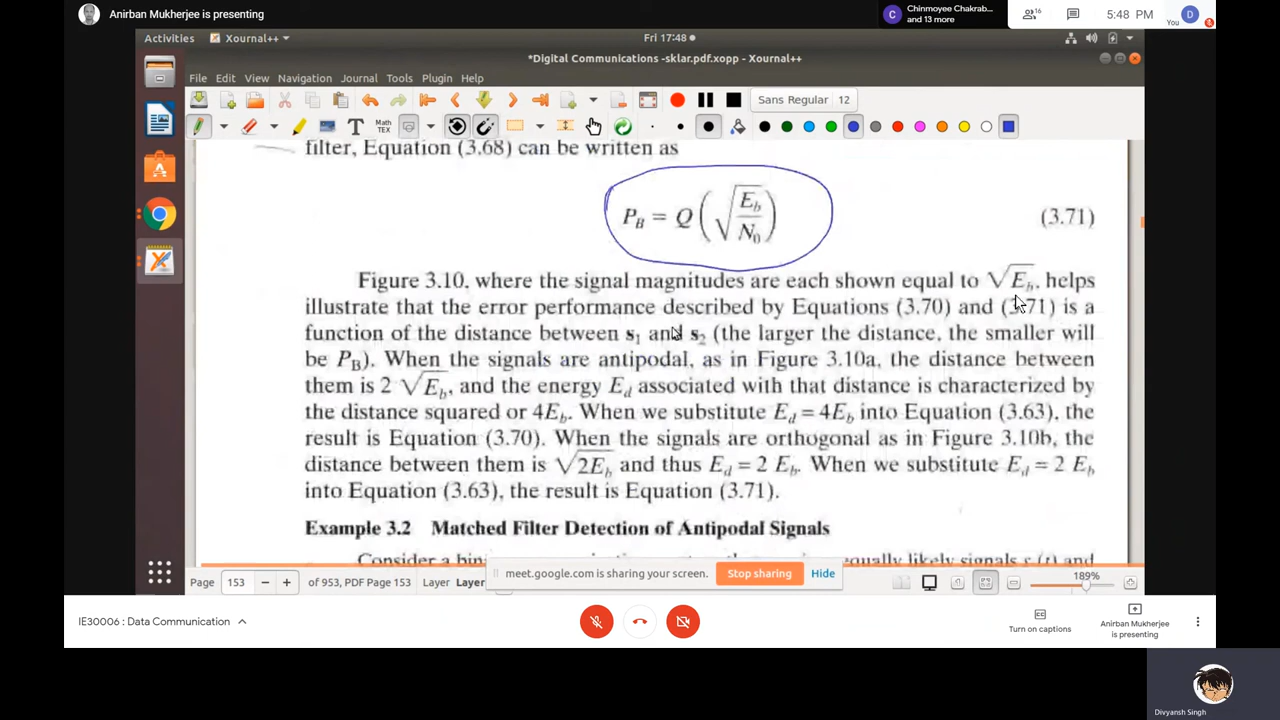 Anirban Mukherjee is presenting
C
Chinmoyee Chakrab...
and 13 more
16
5:48 PM
You
D
Activities
Xournal++
Fri 17:48
*Digital Communications -sklar.pdf.xopp - Xournal++
File Edit View Navigation Journal Tools Plugin Help
Sans Regular 12
T
Math
TEX
filter, Equation (3.68) can be written as
P_B = Q(√(E_b/N_0)) (3.71)
Figure 3.10, where the signal magnitudes are each shown equal to √E_b, helps
illustrate that the error performance described by Equations (3.70) and (3.71) is a
function of the distance between s₁ and s₂ (the larger the distance, the smaller will
be P_B). When the signals are antipodal, as in Figure 3.10a, the distance between
them is 2 √E_b, and the energy E_d associated with that distance is characterized by
the distance squared or 4E_b. When we substitute E_d = 4E_b into Equation (3.63), the
result is Equation (3.70). When the signals are orthogonal as in Figure 3.10b, the
distance between them is √2E_b and thus E_d = 2 E_b. When we substitute E_d = 2 E_b
into Equation (3.63), the result is Equation (3.71).
Example 3.2 Matched Filter Detection of Antipodal Signals
Consider a equally likely signals
meet.google.com is sharing your screen. Stop sharing Hide
Page 153 − + of 953, PDF Page 153 Layer Layer
189%
IE30006 : Data Communication
Turn on captions
Anirban Mukherjee
is presenting
Divyansh Singh